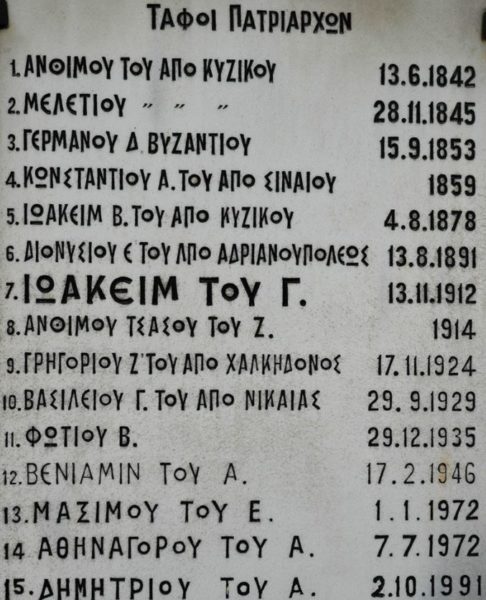 ΤΑΦΟΙ ΠΑΤΡΙΑΡΧΩΝ
1. ΑΝΘΙΜΟΥ ΤΟΥ ΑΠΟ ΚΥΖΙΚΟΥ 13.6.1842
2. ΜΕΛΕΤΙΟΥ 〃 〃 〃 28.11.1845
3. ΓΕΡΜΑΝΟΥ Δ. ΒΥΖΑΝΤΙΟΥ 15.9.1853
4. ΚΩΝΣΤΑΝΤΙΟΥ Α. ΤΟΥ ΑΠΟ ΣΙΝΑΙΟΥ 1859
5. ΙΩΑΚΕΙΜ Β. ΤΟΥ ΑΠΟ ΚΥΖΙΚΟΥ 4.8.1878
6. ΔΙΟΝΥΣΙΟΥ Ε ΤΟΥ ΛΠΟ ΑΔΡΙΑΝΟΥΠΟΛΕΩΣ 13.8.1891
7. ΙΩΑΚΕΙΜ ΤΟΥ Γ. 13.11.1912
8. ΑΝΘΙΜΟΥ ΤΣΑΣΟΥ ΤΟΥ Ζ. 1914
9. ΓΡΗΓΟΡΙΟΥ Ζ' ΤΟΥ ΑΠΟ ΧΑΛΚΗΔΟΝΟΣ 17.11.1924
10. ΒΑΣΙΛΕΙΟΥ Γ. ΤΟΥ ΑΠΟ ΝΙΚΑΙΑΣ 29.9.1929
11. ΦΩΤΙΟΥ Β. 29.12.1935
12. ΒΕΝΙΑΜΙΝ ΤΟΥ Α. 17.2.1946
13. ΜΑΣΙΜΟΥ ΤΟΥ Ε. 1.1.1972
14 ΑΘΗΝΑΓΟΡΟΥ ΤΟΥ Α. 7.7.1972
15. ΔΗΜΗΤΡΙΟΥ ΤΟΥ Α. 2.10.1991